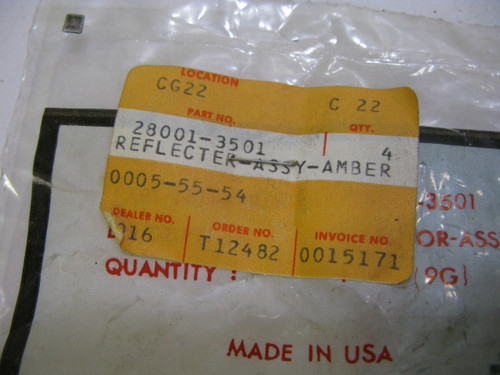 LOCATION
CG22 C 22
PART NO. QTY.
28001-3501 4
REFLECTER-ASSY-AMBER
0005-55-54
DEALER NO. ORDER NO. INVOICE NO.
T12482 0015171
-3501
OR-ASS
QUANTITY : (9G)
MADE IN USA